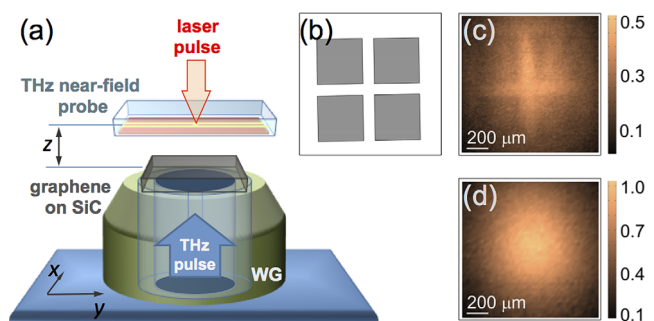 (a)
laser
pulse
THz near-field
probe
z
graphene
on SiC
THz
pulse
WG
x
y
(b)
(c)
0.5
0.3
0.1
200 μm
(d)
1.0
0.7
0.4
0.1
200 μm